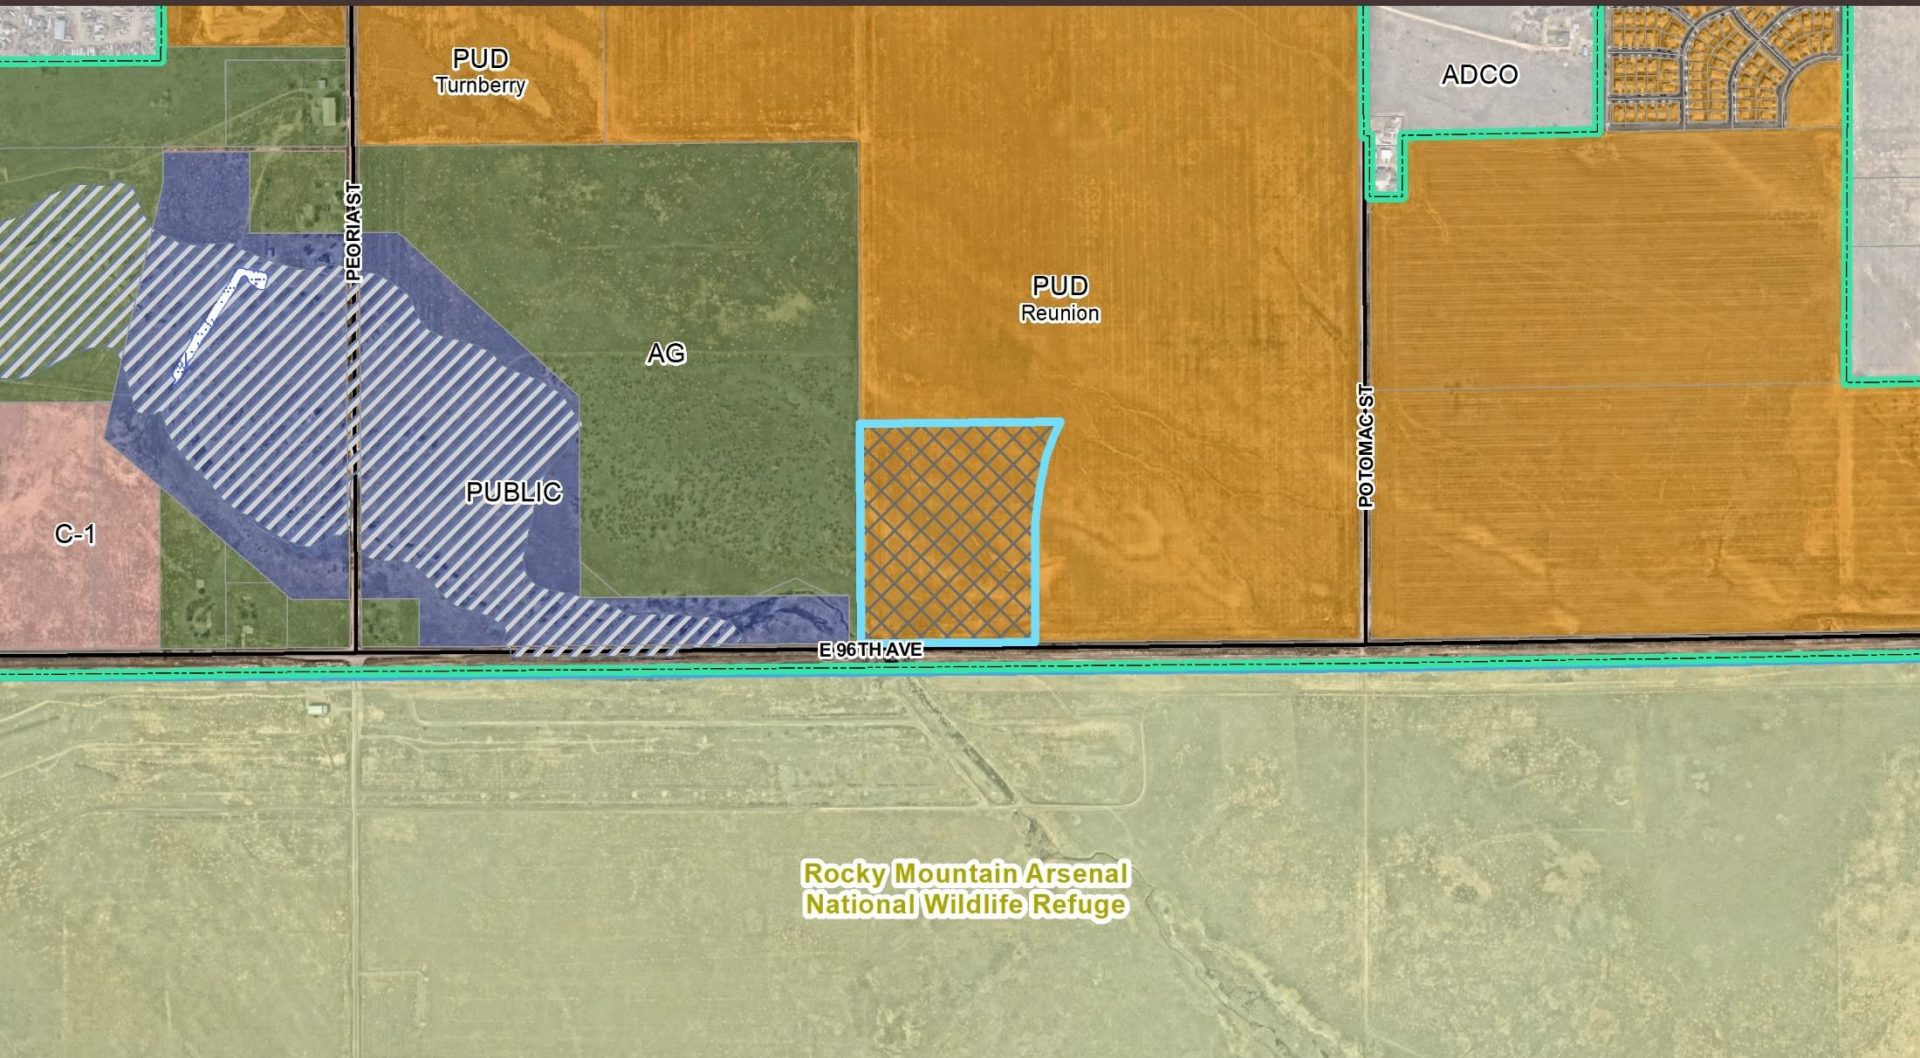 PUD
Turnberry
ADCO
PEORIA ST
PUD
Reunion
AG
POTOMAC ST
PUBLIC
C-1
E 96TH AVE
Rocky Mountain Arsenal
National Wildlife Refuge